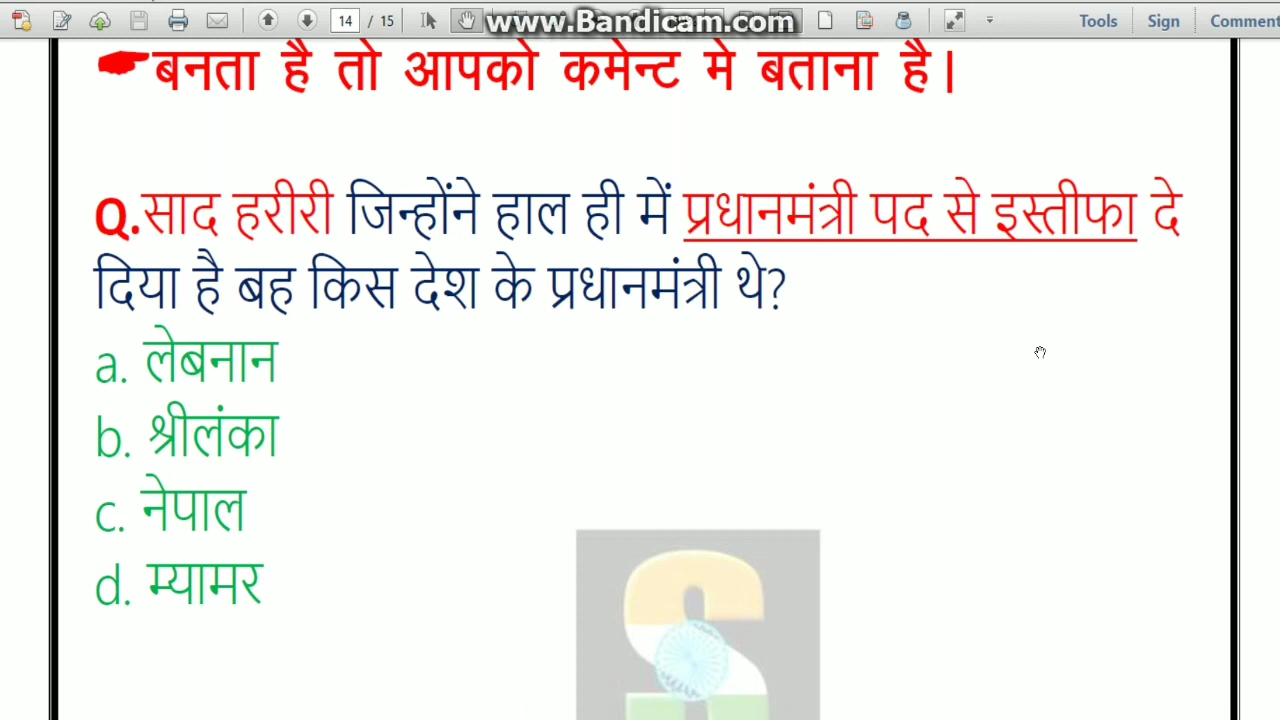 14 / 15
www.Bandicam.com
Tools
Sign
Comment
बनता है तो आपको कमेन्ट मे बताना है।
Q.साद हरीरी जिन्होंने हाल ही में प्रधानमंत्री पद से इस्तीफा दे
दिया है बह किस देश के प्रधानमंत्री थे?
a. लेबनान
b. श्रीलंका
c. नेपाल
d. म्यामर